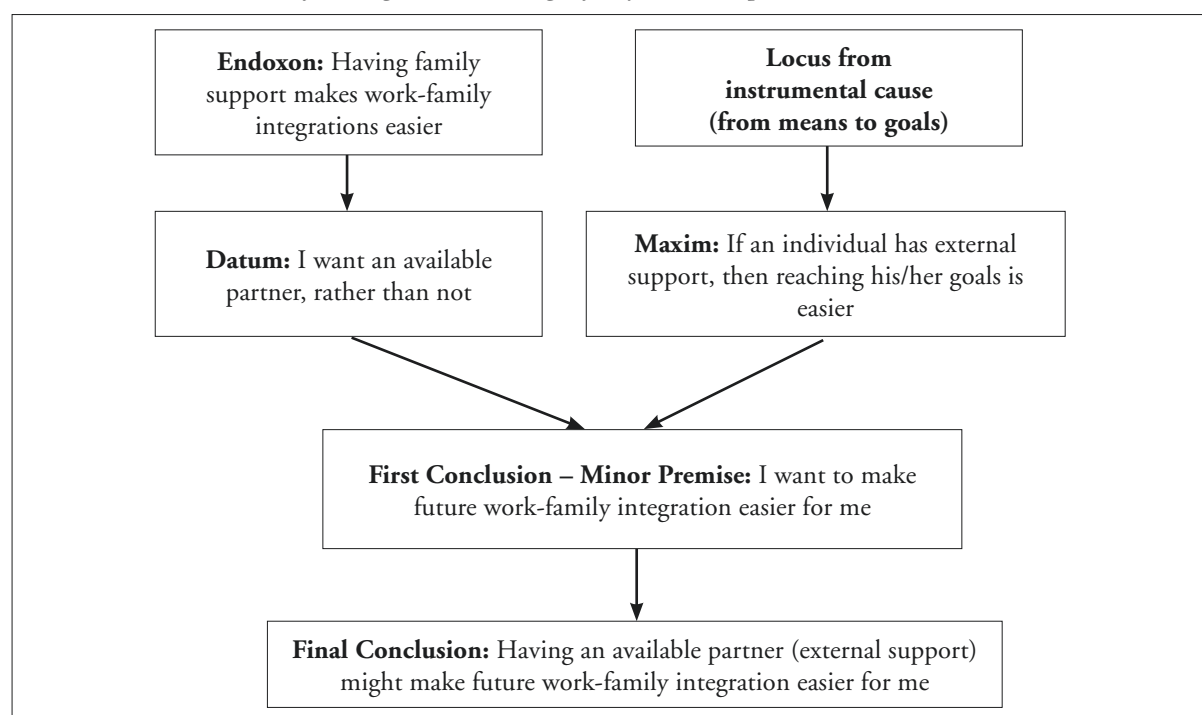 Endoxon: Having family
support makes work-family
integrations easier
Locus from
instrumental cause
(from means to goals)
Datum: I want an available
partner, rather than not
Maxim: If an individual has external
support, then reaching his/her goals is
easier
First Conclusion – Minor Premise: I want to make
future work-family integration easier for me
Final Conclusion: Having an available partner (external support)
might make future work-family integration easier for me